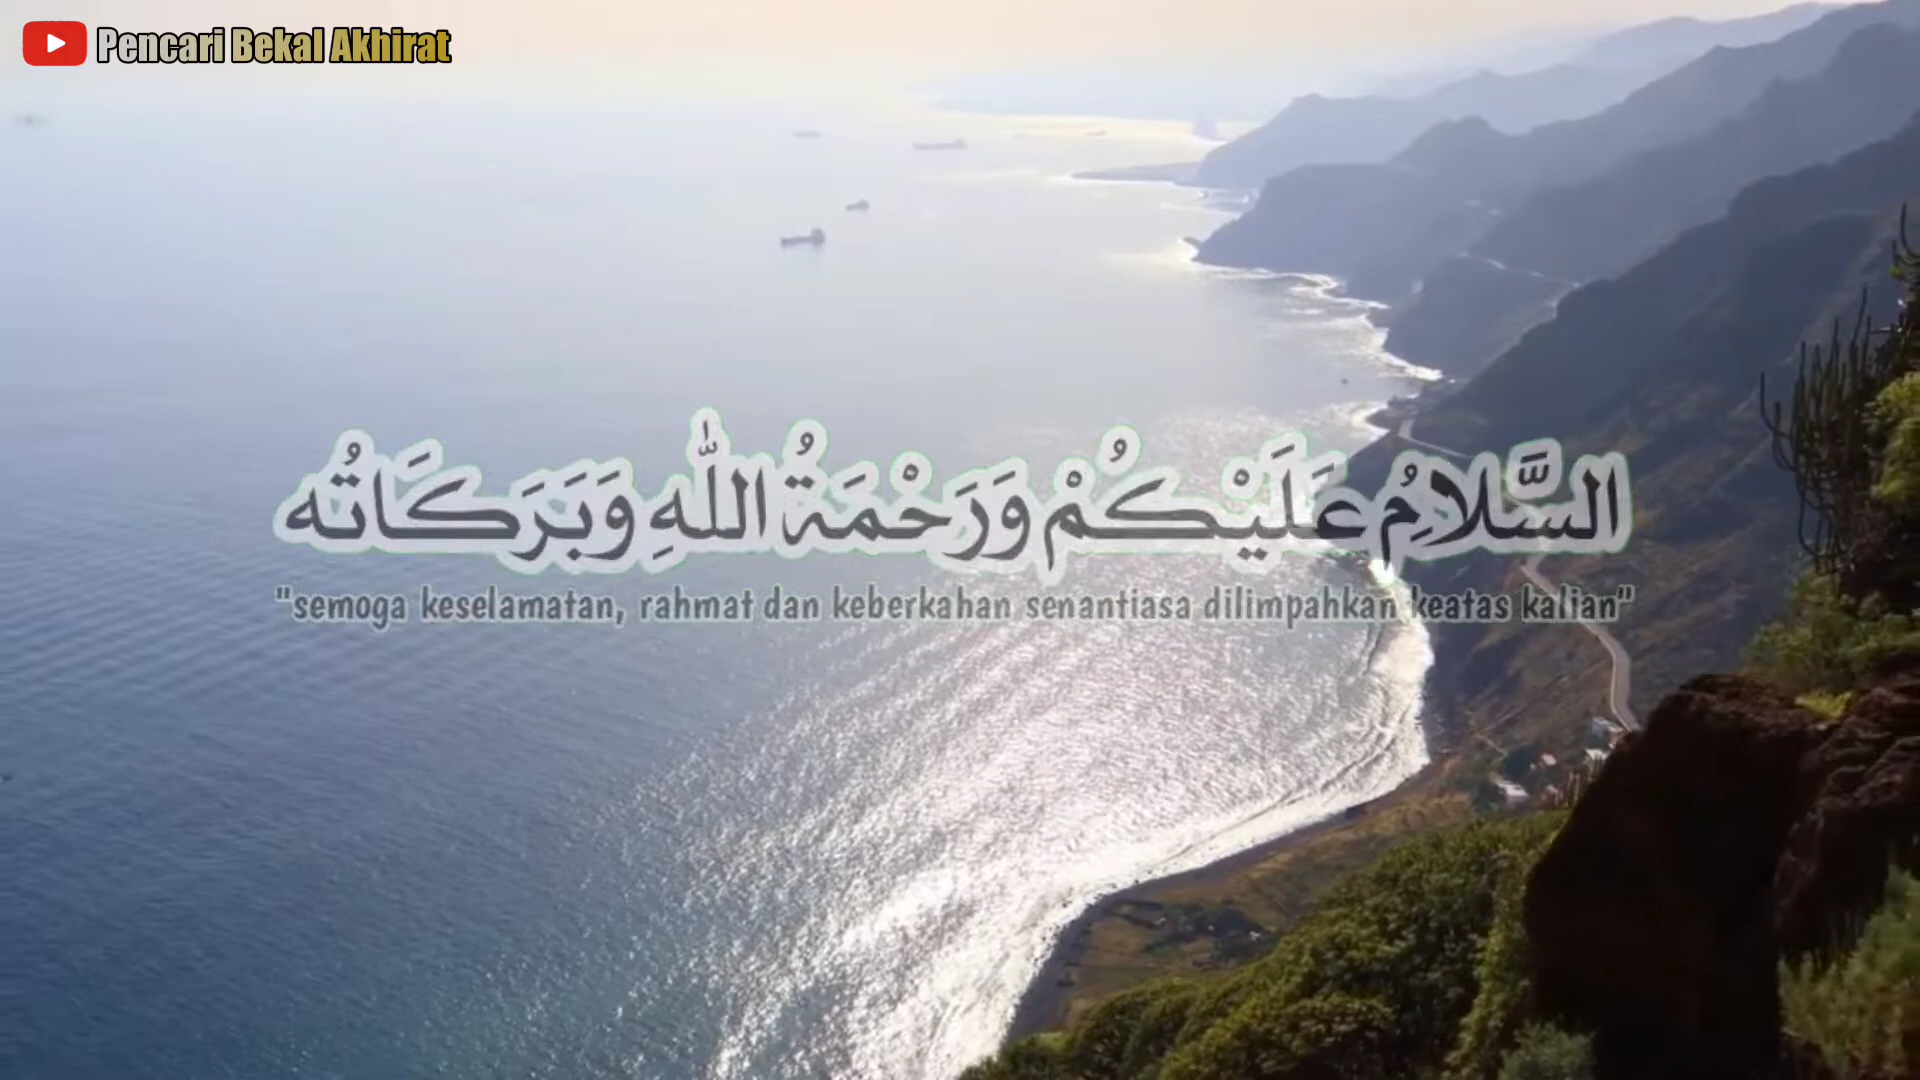 Pencari Bekal Akhirat
السَّلَامُ عَلَيْكُمْ وَرَحْمَةُ اللّٰهِ وَبَرَكَاتُه
"semoga keselamatan, rahmat dan keberkahan senantiasa dilimpahkan keatas kalian"